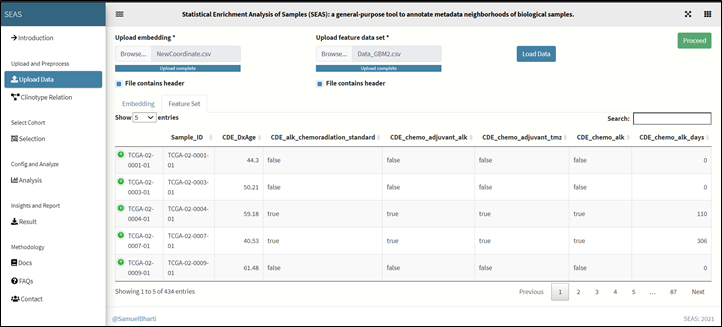 SEAS
Statistical Enrichment Analysis of Samples (SEAS): a general-purpose tool to annotate metadata neighborhoods of biological samples.
Introduction
Upload and Preprocess
Upload Data
Clinotype Relation
Select Cohort
Selection
Config and Analyze
Analysis
Insights and Report
Result
Methodology
Docs
FAQs
Contact
Upload embedding *
Browse... NewCoordinate.csv
Upload complete
File contains header
Upload feature data set *
Browse... Data_GBM2.csv
Upload complete
File contains header
Load Data
Proceed
Embedding Feature Set
Show 5 entries
Search:
Sample_ID CDE_DxAge CDE_alk_chemoradiation_standard CDE_chemo_adjuvant_alk CDE_chemo_adjuvant_tmz CDE_chemo_alk CDE_chemo_alk_days
TCGA-02- TCGA-02-0001- 44.3 false false false false 0
0001-01 01
TCGA-02- TCGA-02-0003- 50.21 false false false false 0
0003-01 01
TCGA-02- TCGA-02-0004- 59.18 true true true true 110
0004-01 01
TCGA-02- TCGA-02-0007- 40.53 true true true true 306
0007-01 01
TCGA-02- TCGA-02-0009- 61.48 false false false false 0
0009-01 01
Showing 1 to 5 of 434 entries
Previous 1 2 3 4 5 ... 87 Next
@SamuelBharti
SEAS: 2021